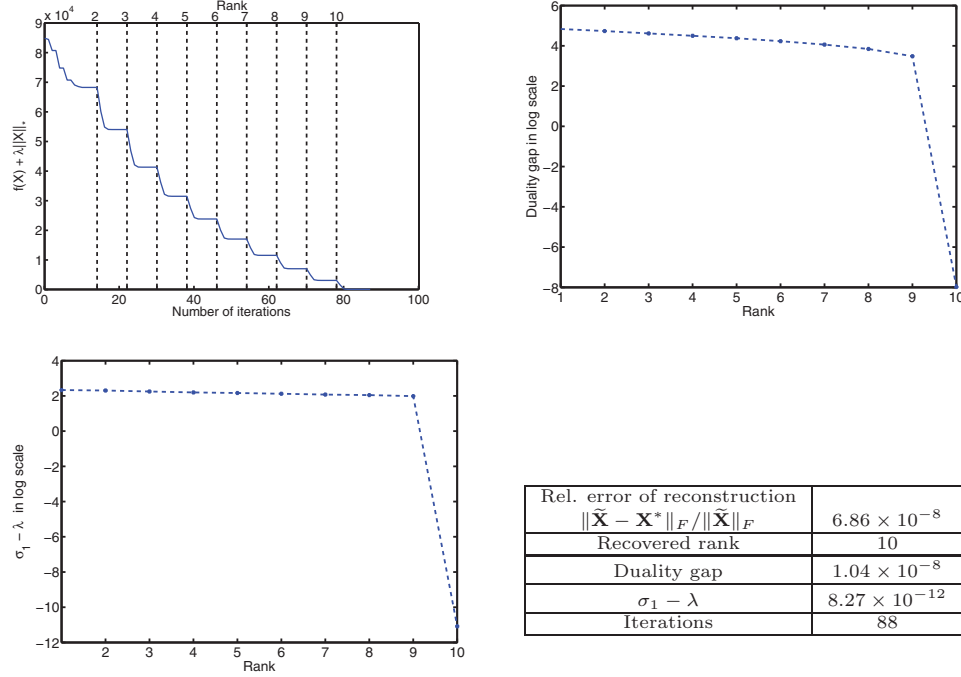 Rank
x 10⁴ 2 3 4 5 6 7 8 9 10
9
8
7
6
5
4
3
2
1
0
f(X) + λ||X||*
0 20 40 60 80 100
Number of iterations
6
4
2
0
−2
−4
−6
−8
Duality gap in log scale
1 2 3 4 5 6 7 8 9 10
Rank
4
2
0
−2
−4
−6
−8
−10
−12
σ₁ − λ in log scale
2 3 4 5 6 7 8 9 10
Rank
Rel. error of reconstruction
‖X̃ − X*‖F/‖X̃‖F 6.86 × 10⁻⁸
Recovered rank 10
Duality gap 1.04 × 10⁻⁸
σ₁ − λ 8.27 × 10⁻¹²
Iterations 88